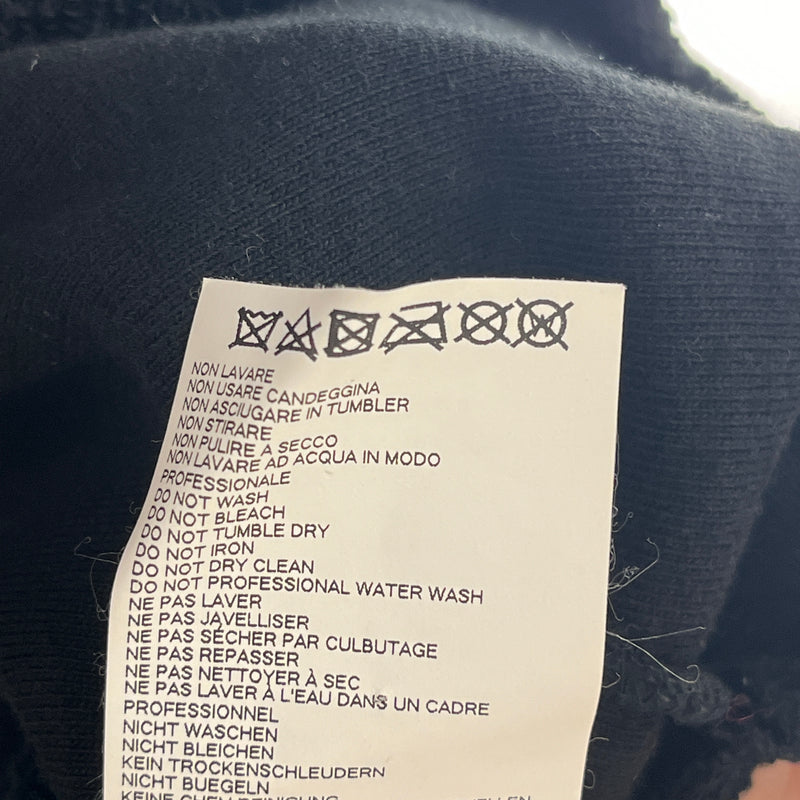 NON LAVARE
NON USARE CANDEGGINA
NON ASCIUGARE IN TUMBLER
NON STIRARE
NON PULIRE A SECCO
NON LAVARE AD ACQUA IN MODO
PROFESSIONALE
DO NOT WASH
DO NOT BLEACH
DO NOT TUMBLE DRY
DO NOT IRON
DO NOT DRY CLEAN
DO NOT PROFESSIONAL WATER WASH
NE PAS LAVER
NE PAS JAVELLISER
NE PAS SÉCHER PAR CULBUTAGE
NE PAS REPASSER
NE PAS NETTOYER À SEC
NE PAS LAVER À L'EAU DANS UN CADRE
PROFESSIONNEL
NICHT WASCHEN
NICHT BLEICHEN
KEIN TROCKENSCHLEUDERN
NICHT BUEGELN
KEINE